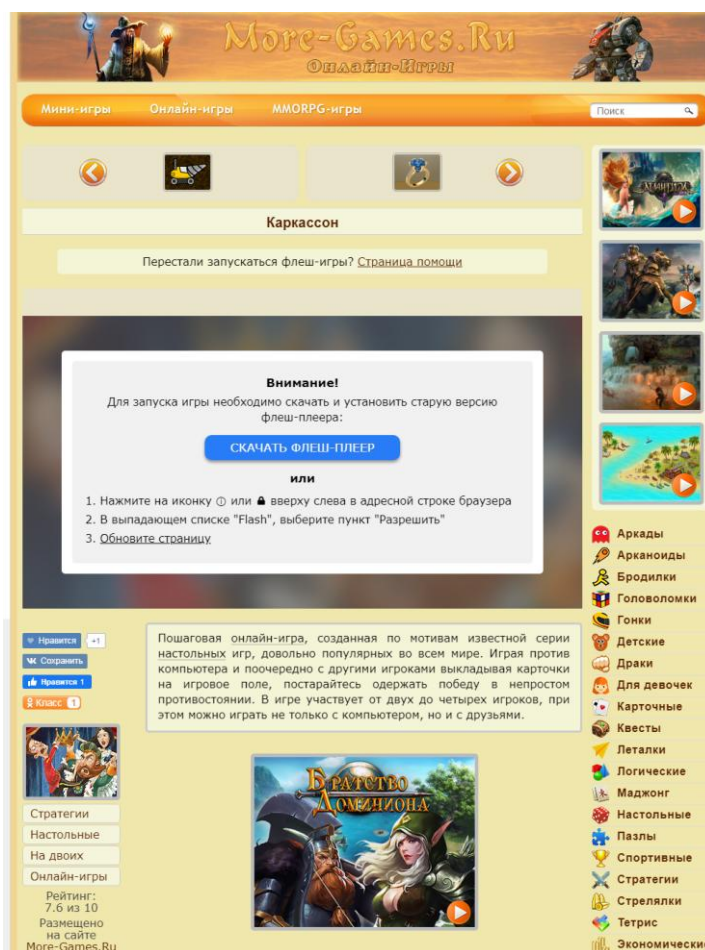 More-Games.Ru
Онлайн-Игры
Мини-игры
Онлайн-игры
MMORPG-игры
Поиск
Каркассон
Перестали запускаться флеш-игры? Страница помощи
Внимание!
Для запуска игры необходимо скачать и установить старую версию
флеш-плеера:
СКАЧАТЬ ФЛЕШ-ПЛЕЕР
или
1. Нажмите на иконку ⓘ или 🔒 вверху слева в адресной строке браузера
2. В выпадающем списке "Flash", выберите пункт "Разрешить"
3. Обновите страницу
Нравится +1
Сохранить
Нравится 1
Класс 1
Пошаговая онлайн-игра, созданная по мотивам известной серии
настольных игр, довольно популярных во всем мире. Играя против
компьютера и поочередно с другими игроками выкладывая карточки
на игровое поле, постарайтесь одержать победу в непростом
противостоянии. В игре участвует от двух до четырех игроков, при
этом можно играть не только с компьютером, но и с друзьями.
Братство
Доминиона
Стратегии
Настольные
На двоих
Онлайн-игры
Рейтинг:
7.6 из 10
Размещено
на сайте
More-Games.Ru
Аркады
Арканоиды
Бродилки
Головоломки
Гонки
Детские
Драки
Для девочек
Карточные
Квесты
Леталки
Логические
Маджонг
Настольные
Пазлы
Спортивные
Стратегии
Стрелялки
Тетрис
Экономические